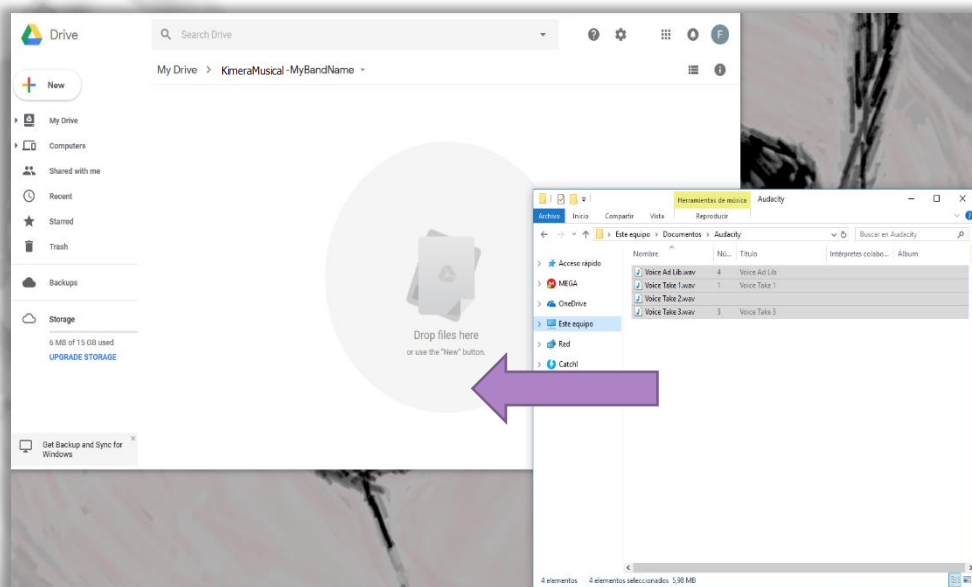 Drive
Search Drive
F
My Drive > KimeraMusical -MyBandName
New
My Drive
Computers
Shared with me
Recent
Starred
Trash
Backups
Storage
6 MB of 15 GB used
UPGRADE STORAGE
Get Backup and Sync for
Windows
Drop files here
or use the "New" button.
Herramientas de música Audacity
Archivo Inicio Compartir Vista Reproducir
Este equipo > Documentos > Audacity
Buscar en Audacity
Nombre Nú... Título Intérpretes colabo... Álbum
Acceso rápido
MEGA
OneDrive
Este equipo
Red
Catch!
Voice Ad Lib.wav 4 Voice Ad Lib
Voice Take 1.wav 1 Voice Take 1
Voice Take 2.wav
Voice Take 3.wav 3 Voice Take 3
4 elementos 4 elementos seleccionados 5,98 MB